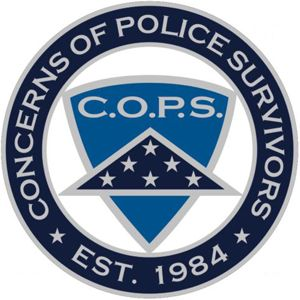 CONCERNS OF POLICE SURVIVORS
C.O.P.S.
EST. 1984